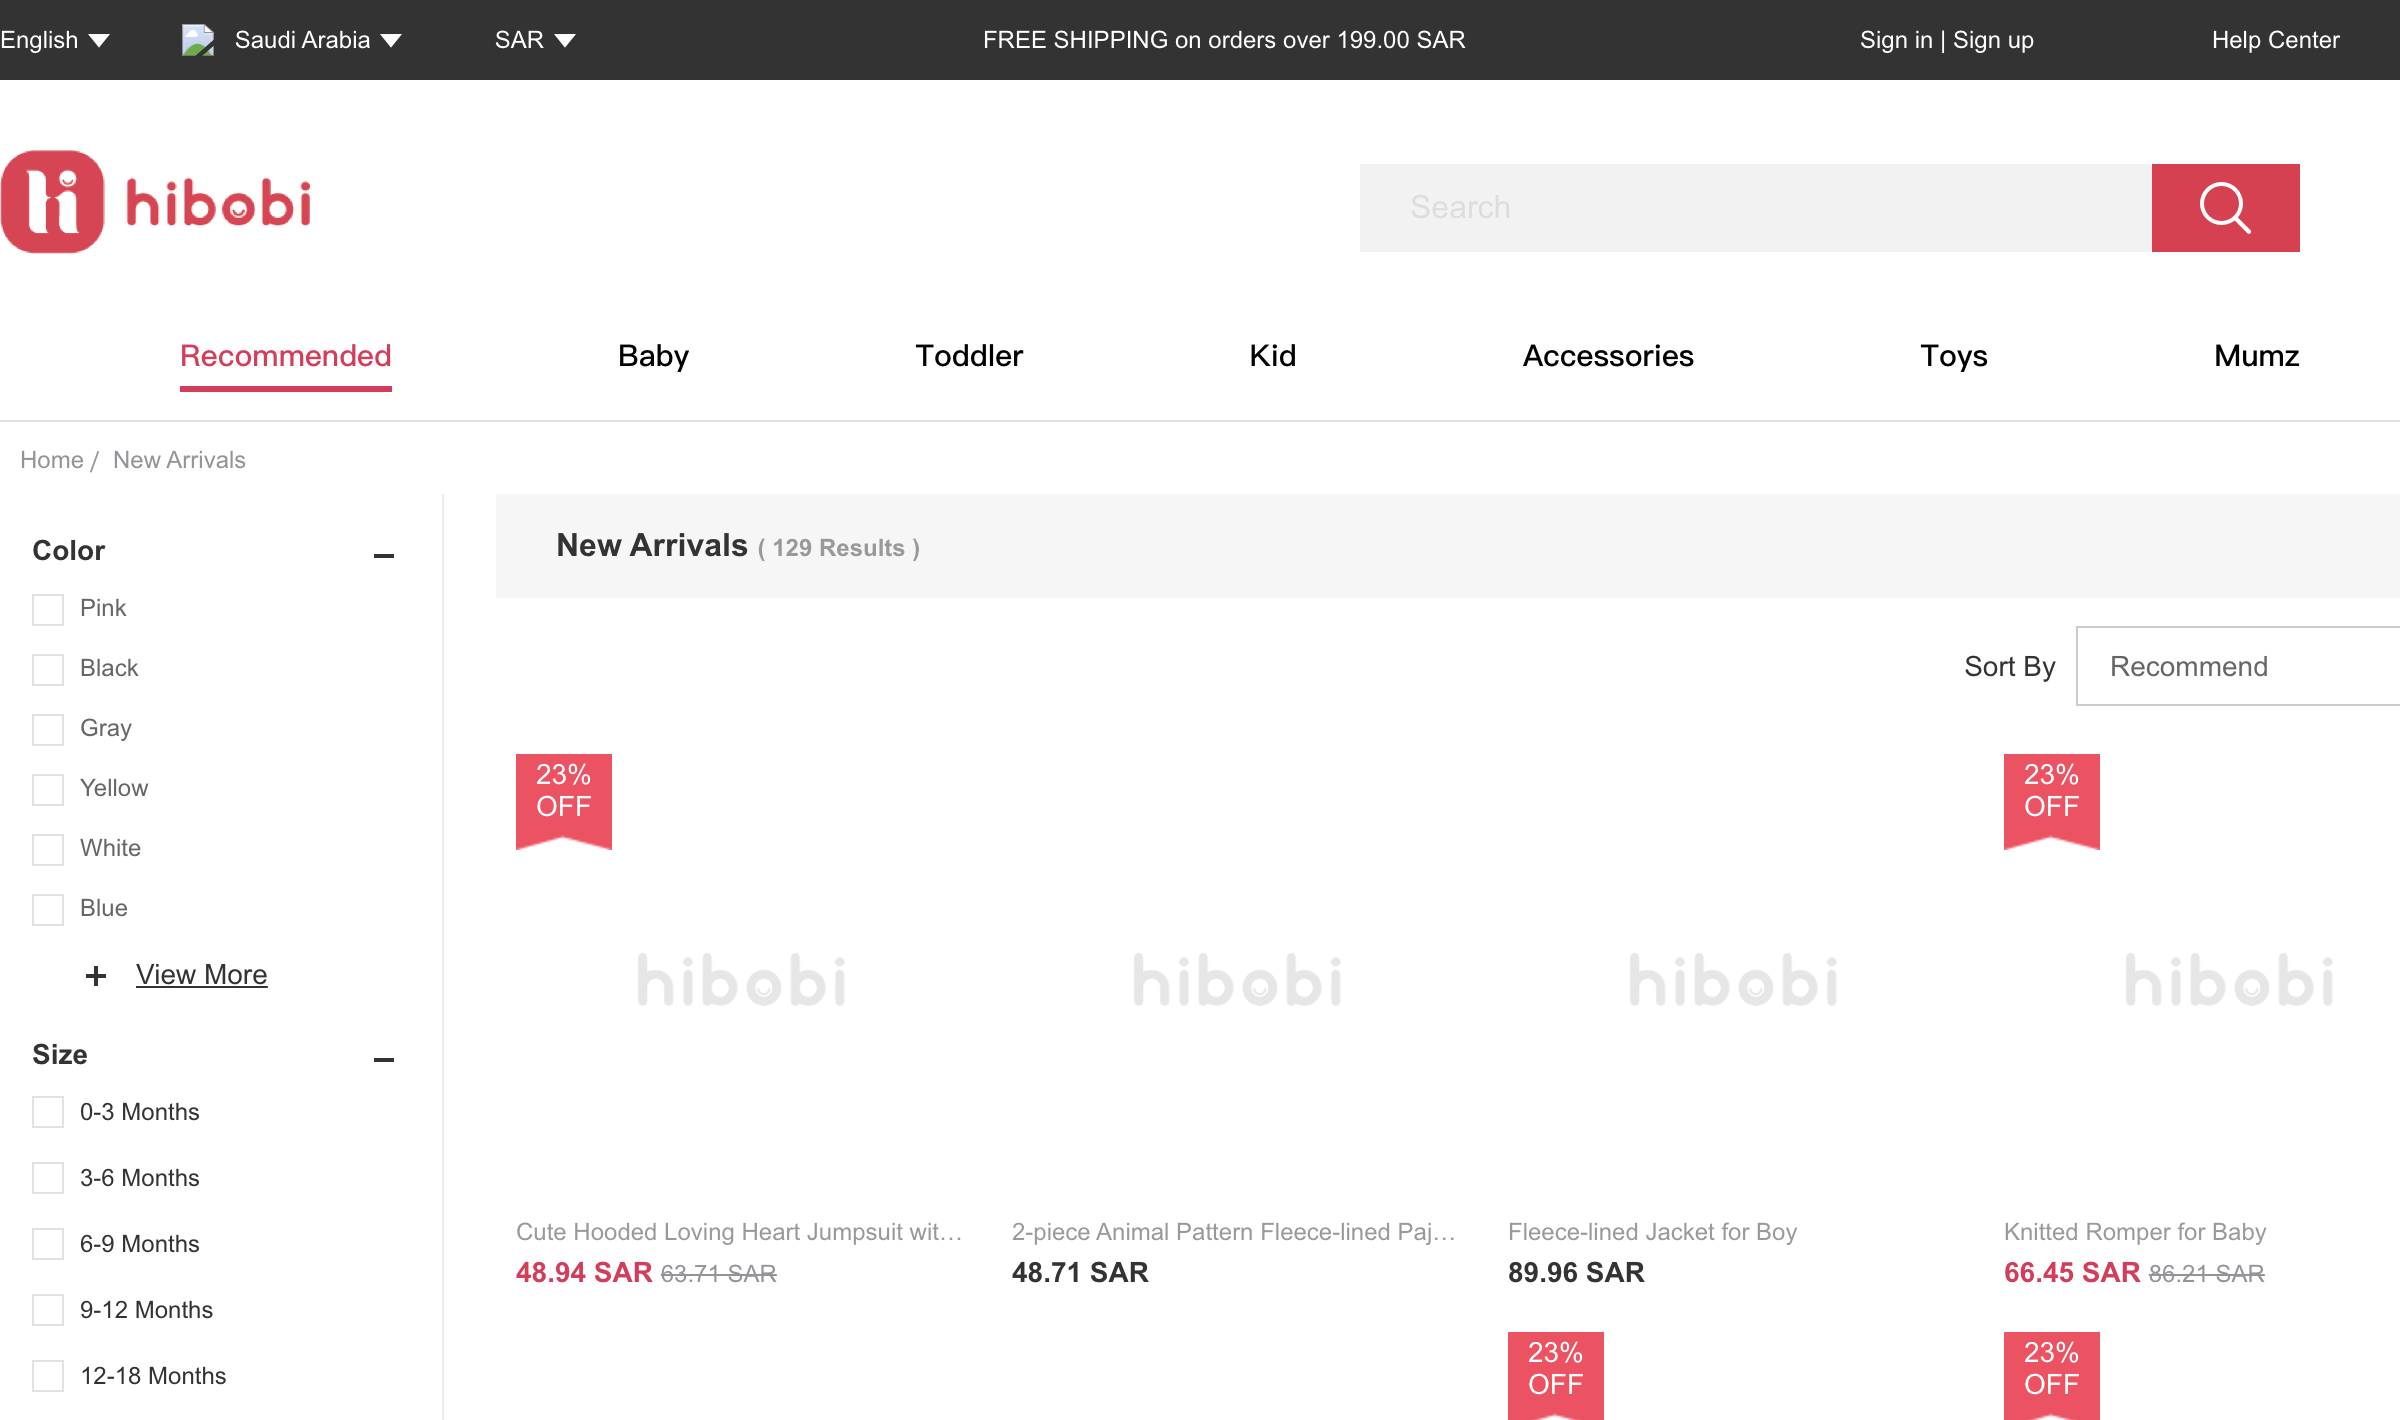 English
Saudi Arabia
SAR
FREE SHIPPING on orders over 199.00 SAR
Sign in | Sign up
Help Center
hibobi
Search
Recommended
Baby
Toddler
Kid
Accessories
Toys
Mumz
Home / New Arrivals
Color
Pink
Black
Gray
Yellow
White
Blue
+ View More
Size
0-3 Months
3-6 Months
6-9 Months
9-12 Months
12-18 Months
New Arrivals ( 129 Results )
Sort By
Recommend
23%
OFF
hibobi
Cute Hooded Loving Heart Jumpsuit wit...
48.94 SAR 63.71 SAR
hibobi
2-piece Animal Pattern Fleece-lined Paj...
48.71 SAR
hibobi
Fleece-lined Jacket for Boy
89.96 SAR
23%
OFF
hibobi
Knitted Romper for Baby
66.45 SAR 86.21 SAR
23%
OFF
23%
OFF